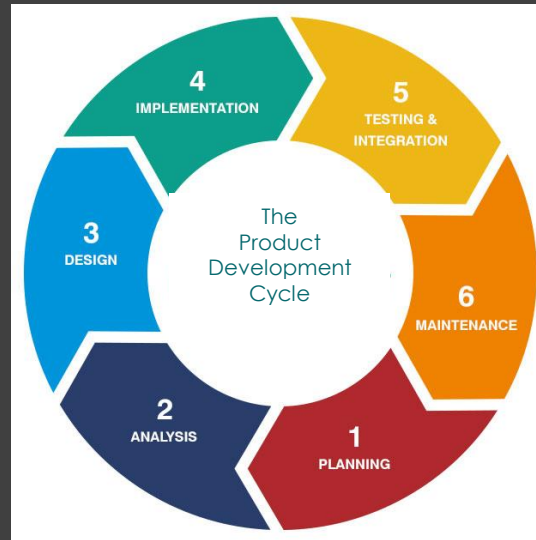 The
Product
Development
Cycle
1
PLANNING
2
ANALYSIS
3
DESIGN
4
IMPLEMENTATION
5
TESTING &
INTEGRATION
6
MAINTENANCE